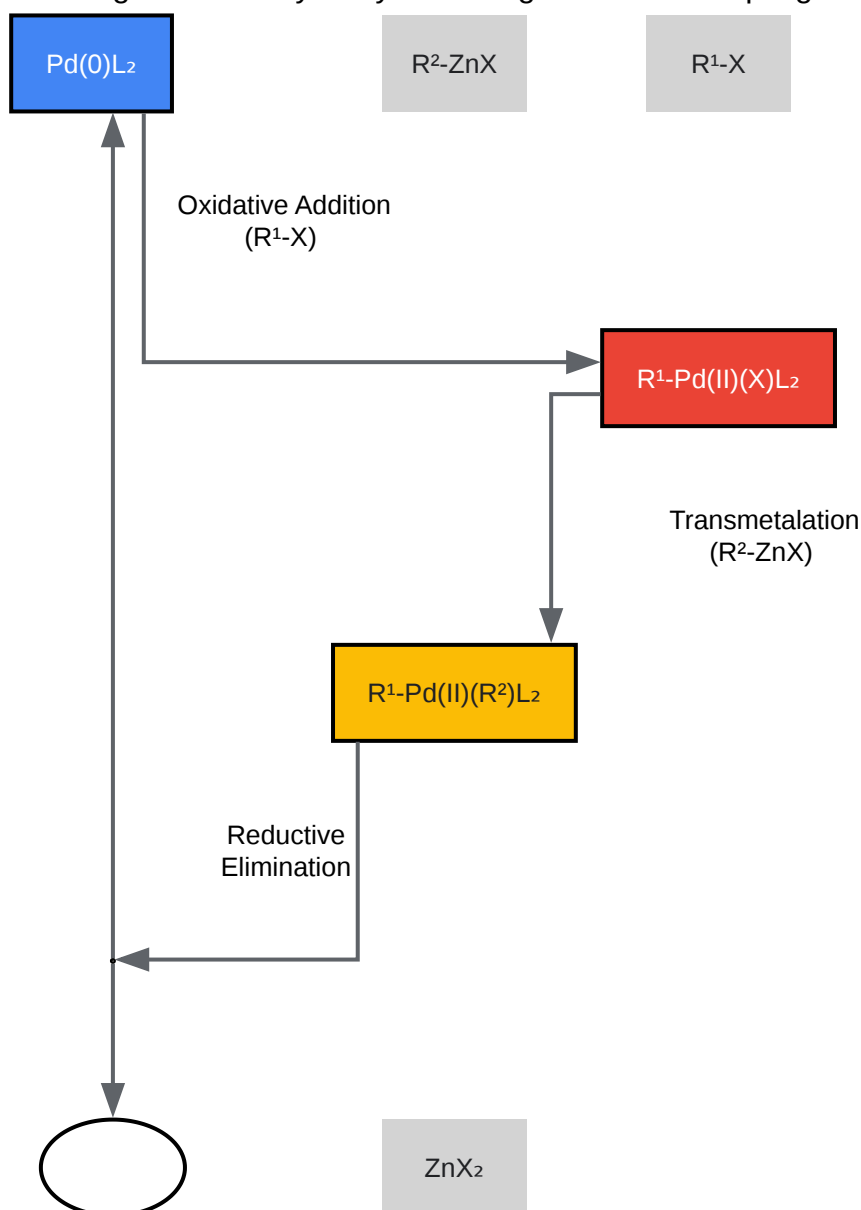 Pd(0)L₂
R²-ZnX
R¹-X
Oxidative Addition
(R¹-X)
R¹-Pd(II)(X)L₂
Transmetalation
(R²-ZnX)
R¹-Pd(II)(R²)L₂
Reductive
Elimination
ZnX₂